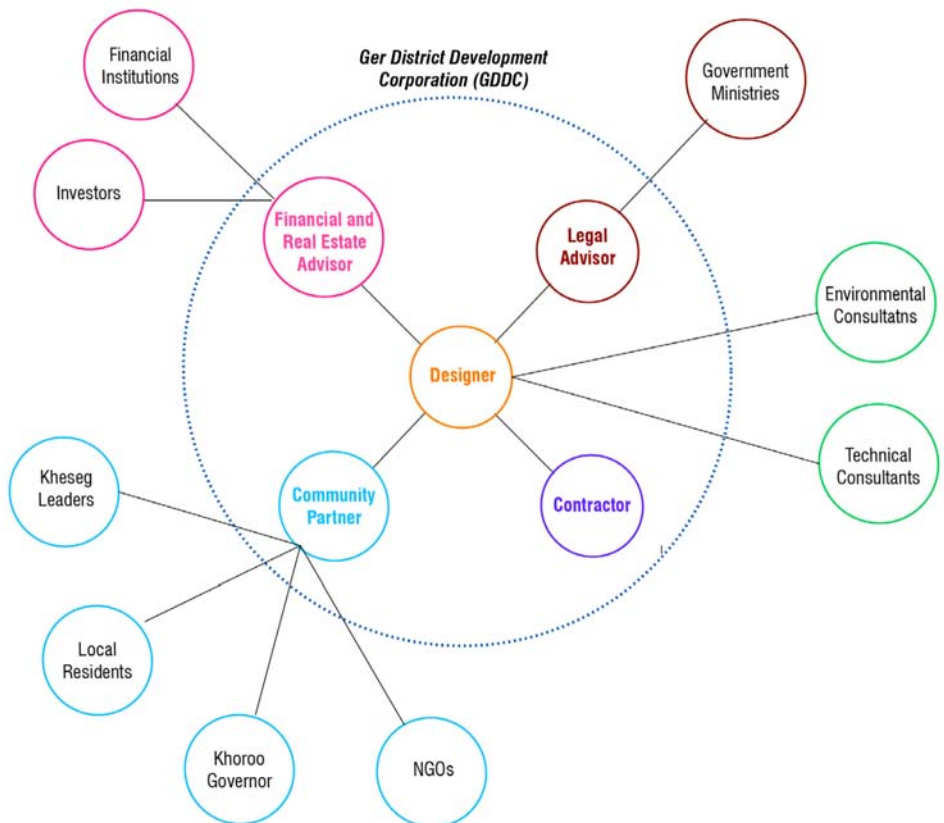 Ger District Development
Corporation (GDDC)
Financial
Institutions
Government
Ministries
Investors
Financial and
Real Estate
Advisor
Legal
Advisor
Environmental
Consultatns
Designer
Technical
Consultants
Kheseg
Leaders
Community
Partner
Contractor
Local
Residents
Khoroo
Governor
NGOs